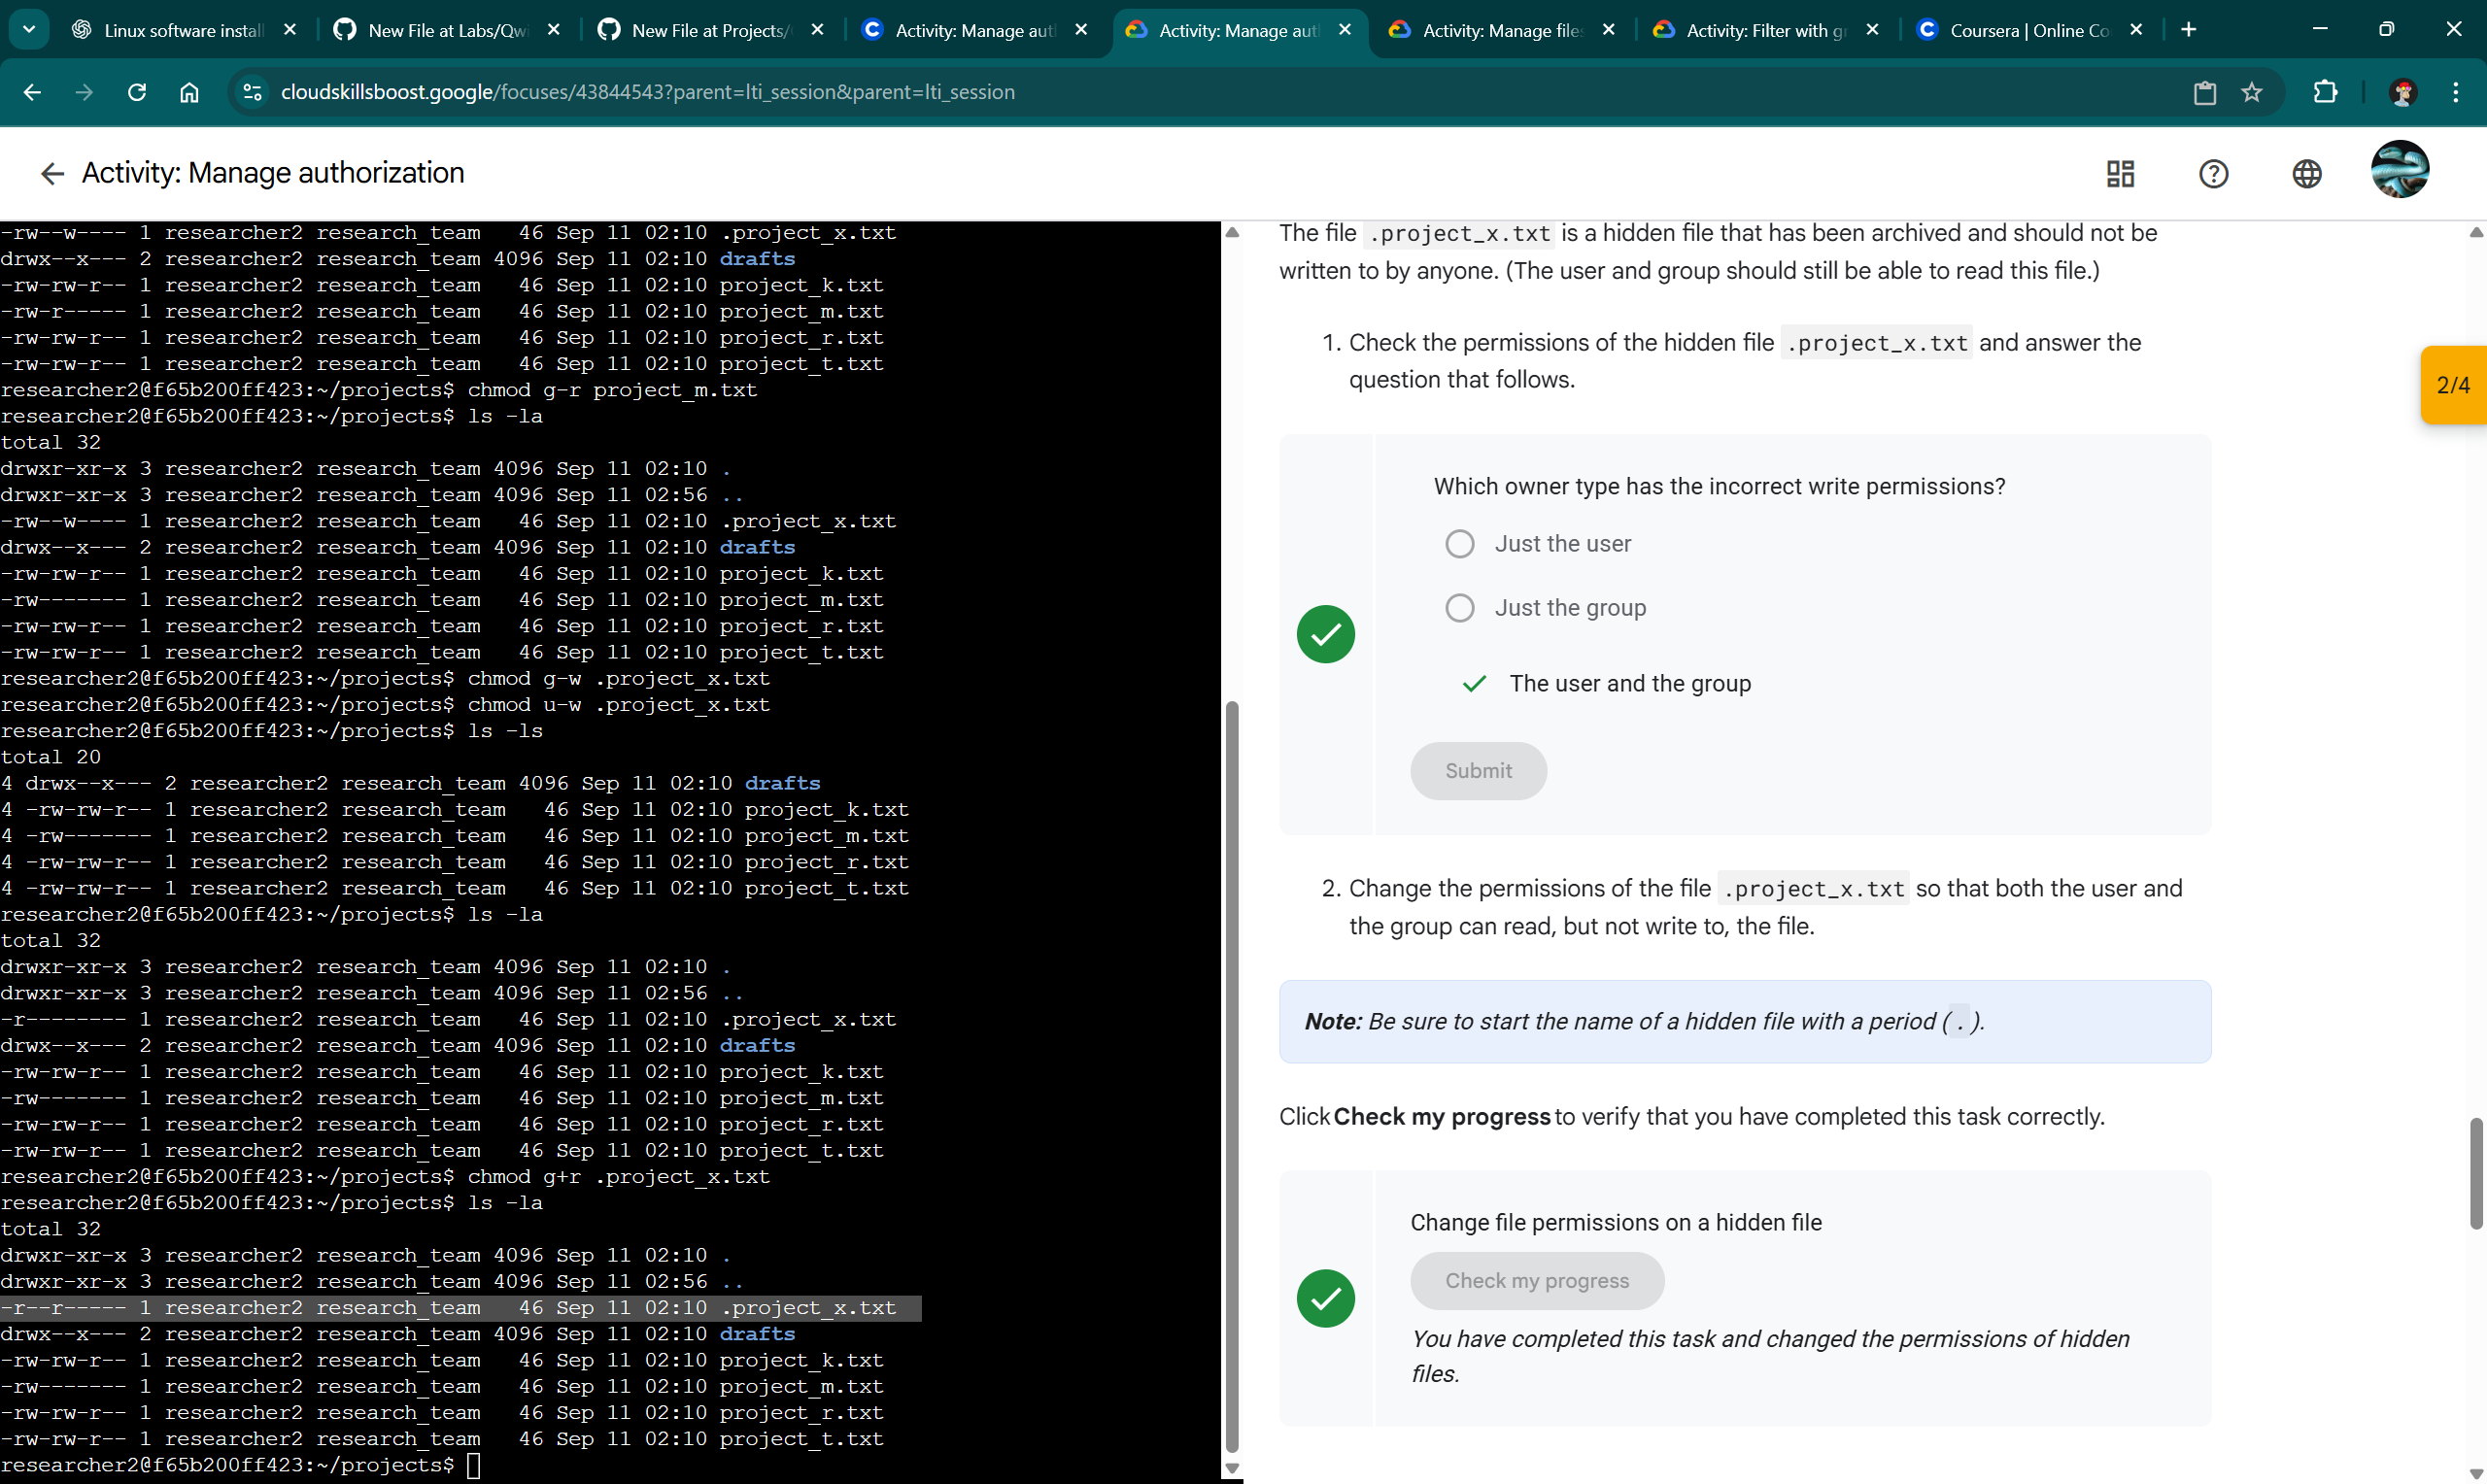 Linux software instal
New File at Labs/Qw
New File at Projects/
Activity: Manage aut
Activity: Manage aut
Activity: Manage files
Activity: Filter with g
Coursera | Online Co
cloudskillsboost.google/focuses/43844543?parent=lti_session&parent=lti_session
Activity: Manage authorization
-rw--w---- 1 researcher2 research_team   46 Sep 11 02:10 .project_x.txt
drwx--x--- 2 researcher2 research_team 4096 Sep 11 02:10 drafts
-rw-rw-r-- 1 researcher2 research_team   46 Sep 11 02:10 project_k.txt
-rw-r----- 1 researcher2 research_team   46 Sep 11 02:10 project_m.txt
-rw-rw-r-- 1 researcher2 research_team   46 Sep 11 02:10 project_r.txt
-rw-rw-r-- 1 researcher2 research_team   46 Sep 11 02:10 project_t.txt
researcher2@f65b200ff423:~/projects$ chmod g-r project_m.txt
researcher2@f65b200ff423:~/projects$ ls -la
total 32
drwxr-xr-x 3 researcher2 research_team 4096 Sep 11 02:10 .
drwxr-xr-x 3 researcher2 research_team 4096 Sep 11 02:56 ..
-rw--w---- 1 researcher2 research_team   46 Sep 11 02:10 .project_x.txt
drwx--x--- 2 researcher2 research_team 4096 Sep 11 02:10 drafts
-rw-rw-r-- 1 researcher2 research_team   46 Sep 11 02:10 project_k.txt
-rw------- 1 researcher2 research_team   46 Sep 11 02:10 project_m.txt
-rw-rw-r-- 1 researcher2 research_team   46 Sep 11 02:10 project_r.txt
-rw-rw-r-- 1 researcher2 research_team   46 Sep 11 02:10 project_t.txt
researcher2@f65b200ff423:~/projects$ chmod g-w .project_x.txt
researcher2@f65b200ff423:~/projects$ chmod u-w .project_x.txt
researcher2@f65b200ff423:~/projects$ ls -ls
total 20
4 drwx--x--- 2 researcher2 research_team 4096 Sep 11 02:10 drafts
4 -rw-rw-r-- 1 researcher2 research_team   46 Sep 11 02:10 project_k.txt
4 -rw------- 1 researcher2 research_team   46 Sep 11 02:10 project_m.txt
4 -rw-rw-r-- 1 researcher2 research_team   46 Sep 11 02:10 project_r.txt
4 -rw-rw-r-- 1 researcher2 research_team   46 Sep 11 02:10 project_t.txt
researcher2@f65b200ff423:~/projects$ ls -la
total 32
drwxr-xr-x 3 researcher2 research_team 4096 Sep 11 02:10 .
drwxr-xr-x 3 researcher2 research_team 4096 Sep 11 02:56 ..
-r-------- 1 researcher2 research_team   46 Sep 11 02:10 .project_x.txt
drwx--x--- 2 researcher2 research_team 4096 Sep 11 02:10 drafts
-rw-rw-r-- 1 researcher2 research_team   46 Sep 11 02:10 project_k.txt
-rw------- 1 researcher2 research_team   46 Sep 11 02:10 project_m.txt
-rw-rw-r-- 1 researcher2 research_team   46 Sep 11 02:10 project_r.txt
-rw-rw-r-- 1 researcher2 research_team   46 Sep 11 02:10 project_t.txt
researcher2@f65b200ff423:~/projects$ chmod g+r .project_x.txt
researcher2@f65b200ff423:~/projects$ ls -la
total 32
drwxr-xr-x 3 researcher2 research_team 4096 Sep 11 02:10 .
drwxr-xr-x 3 researcher2 research_team 4096 Sep 11 02:56 ..
-r--r----- 1 researcher2 research_team   46 Sep 11 02:10 .project_x.txt
drwx--x--- 2 researcher2 research_team 4096 Sep 11 02:10 drafts
-rw-rw-r-- 1 researcher2 research_team   46 Sep 11 02:10 project_k.txt
-rw------- 1 researcher2 research_team   46 Sep 11 02:10 project_m.txt
-rw-rw-r-- 1 researcher2 research_team   46 Sep 11 02:10 project_r.txt
-rw-rw-r-- 1 researcher2 research_team   46 Sep 11 02:10 project_t.txt
researcher2@f65b200ff423:~/projects$
The file .project_x.txt is a hidden file that has been archived and should not be
written to by anyone. (The user and group should still be able to read this file.)
1. Check the permissions of the hidden file .project_x.txt and answer the
question that follows.
2/4
Which owner type has the incorrect write permissions?
Just the user
Just the group
The user and the group
Submit
2. Change the permissions of the file .project_x.txt so that both the user and
the group can read, but not write to, the file.
Note: Be sure to start the name of a hidden file with a period ( . ).
Click Check my progress to verify that you have completed this task correctly.
Change file permissions on a hidden file
Check my progress
You have completed this task and changed the permissions of hidden
files.